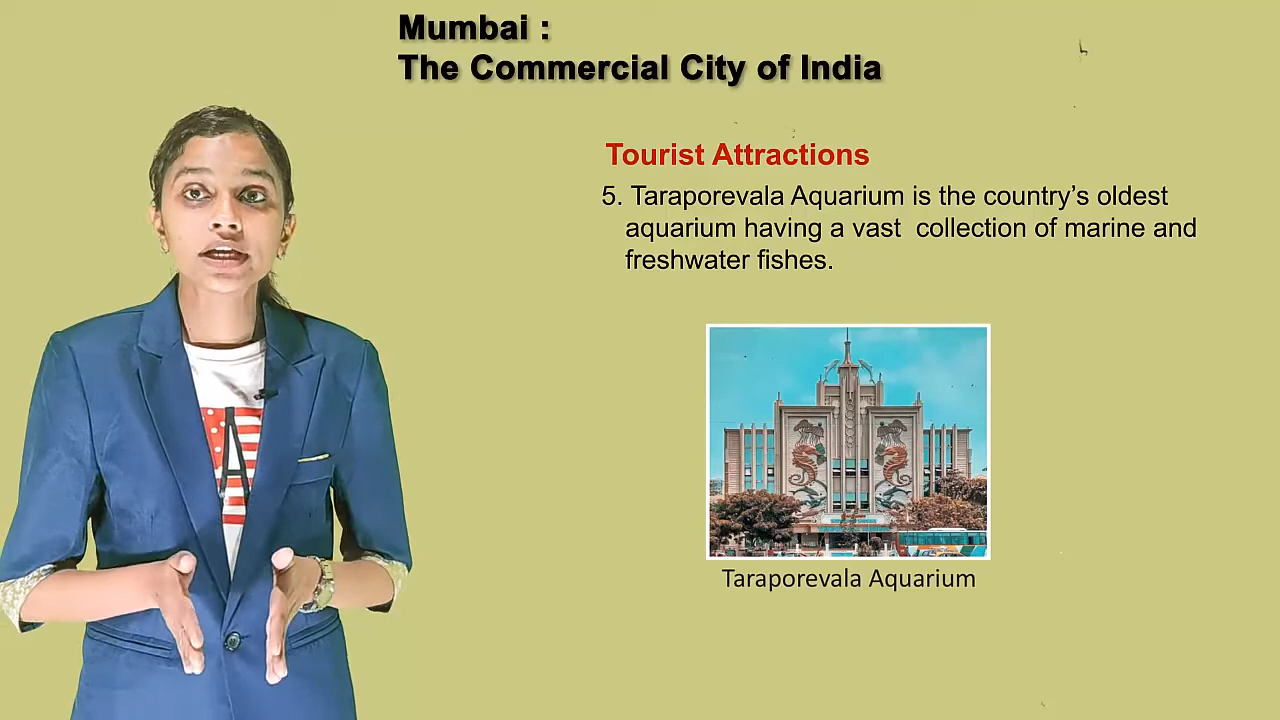 Mumbai :
The Commercial City of India
Tourist Attractions
5. Taraporevala Aquarium is the country's oldest
aquarium having a vast collection of marine and
freshwater fishes.
A
Taraporevala Aquarium